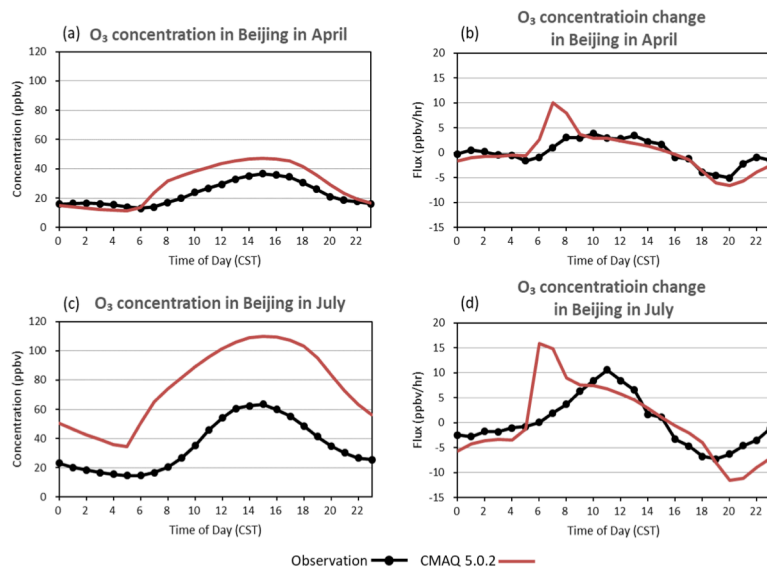 (a) O₃ concentration in Beijing in April
Concentration (ppbv)
120
100
80
60
40
20
0
0 2 4 6 8 10 12 14 16 18 20 22
Time of Day (CST)
(b) O₃ concentratioin change
in Beijing in April
Flux (ppbv/hr)
20
15
10
5
0
-5
-10
-15
0 2 4 6 8 10 12 14 16 18 20 22
Time of Day (CST)
(c) O₃ concentration in Beijing in July
Concentration (ppbv)
120
100
80
60
40
20
0
0 2 4 6 8 10 12 14 16 18 20 22
Time of Day (CST)
(d) O₃ concentratioin change
in Beijing in July
Flux (ppbv/hr)
20
15
10
5
0
-5
-10
-15
0 2 4 6 8 10 12 14 16 18 20 22
Time of Day (CST)
Observation CMAQ 5.0.2